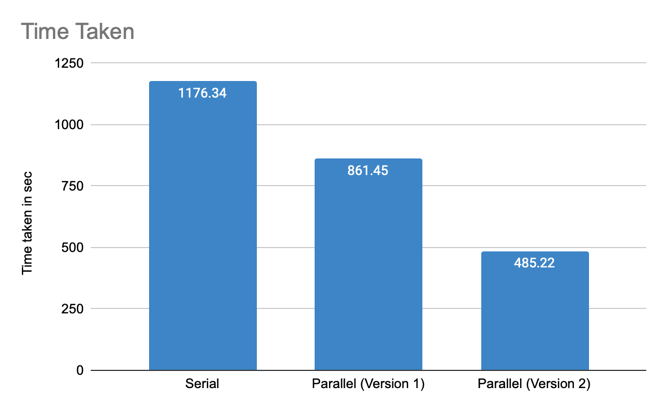 Time Taken
Time taken in sec
1250
1000
750
500
250
0
1176.34
861.45
485.22
Serial
Parallel (Version 1)
Parallel (Version 2)